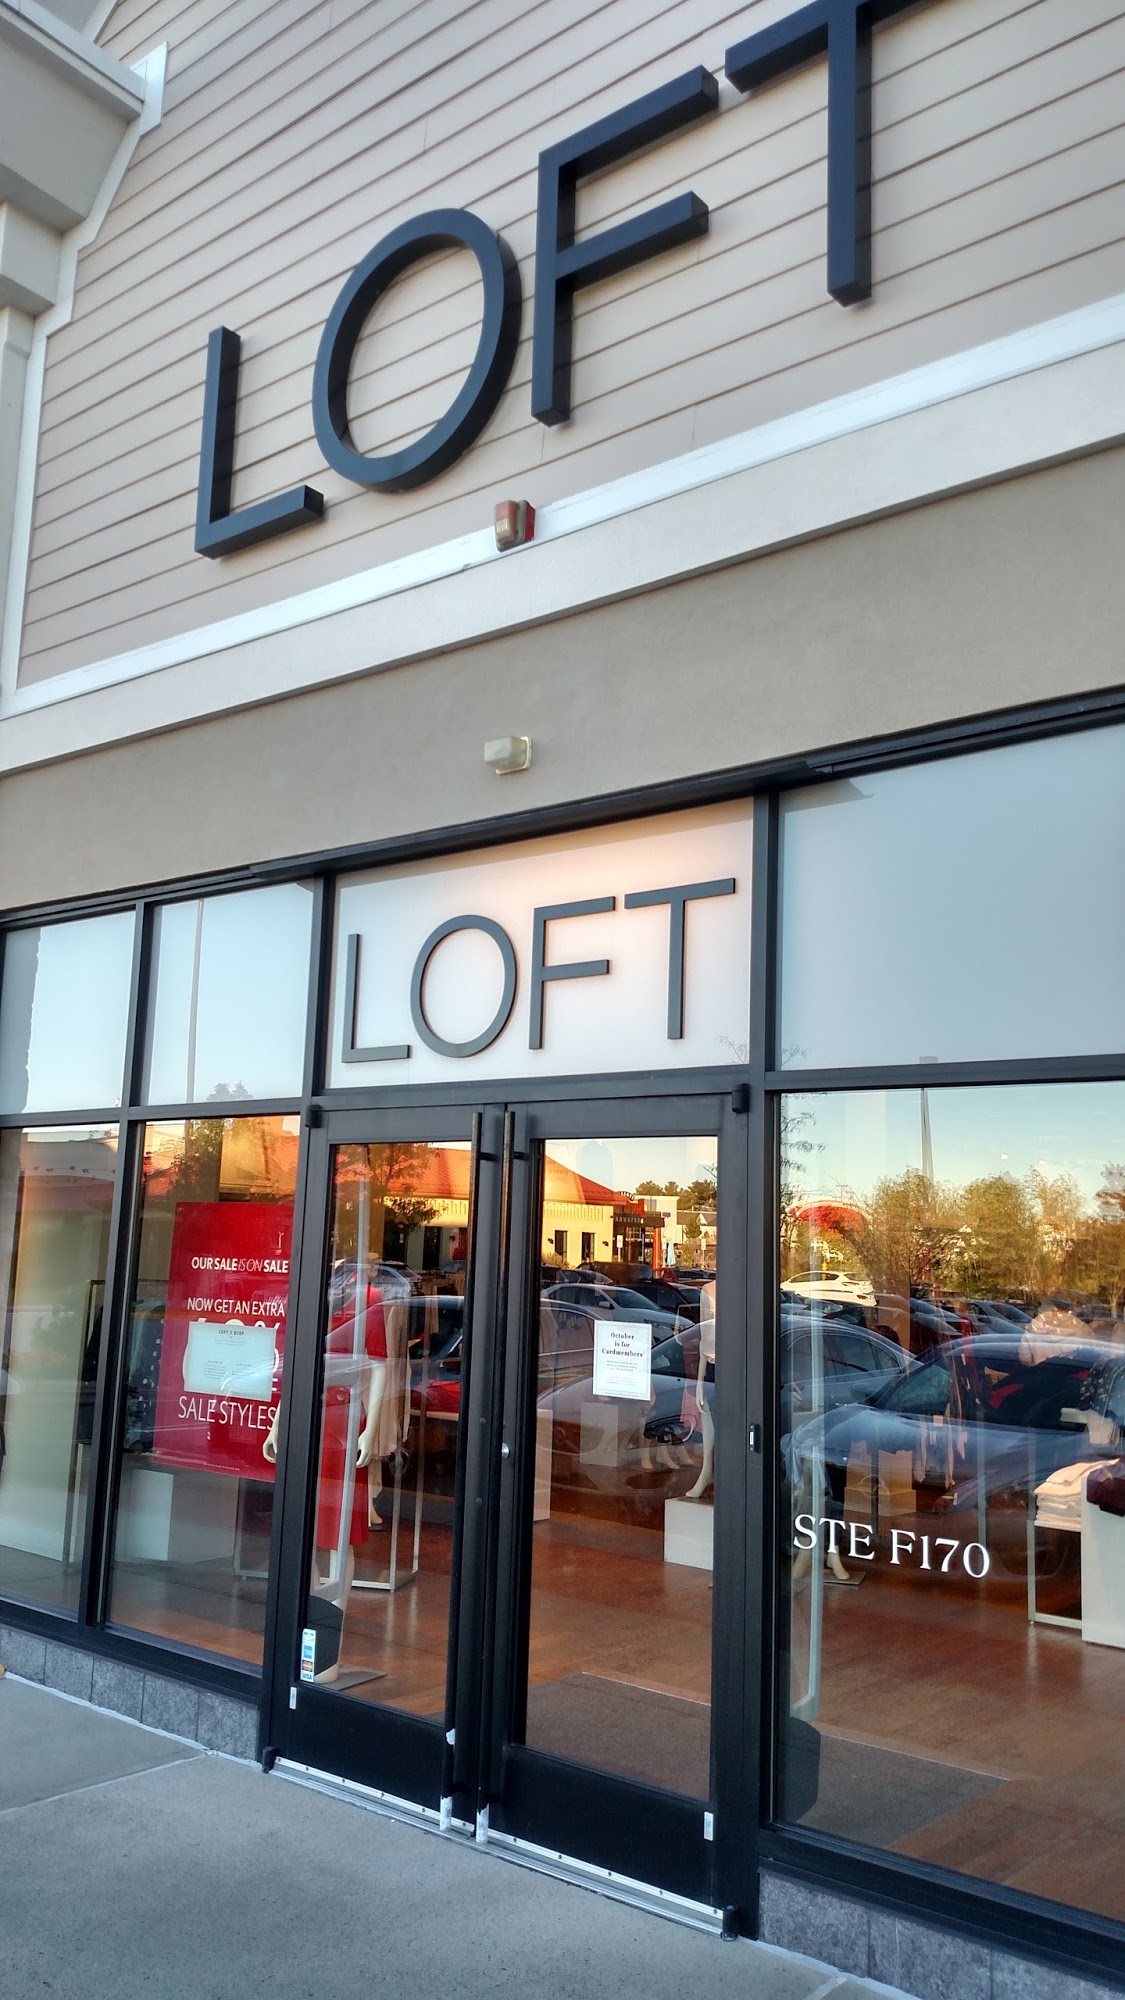 LOFT
LOFT
OUR SALE IS ON SALE
NOW GET AN EXTRA
SALE STYLES
October
is for
Cardmembers
STE F170
VISA